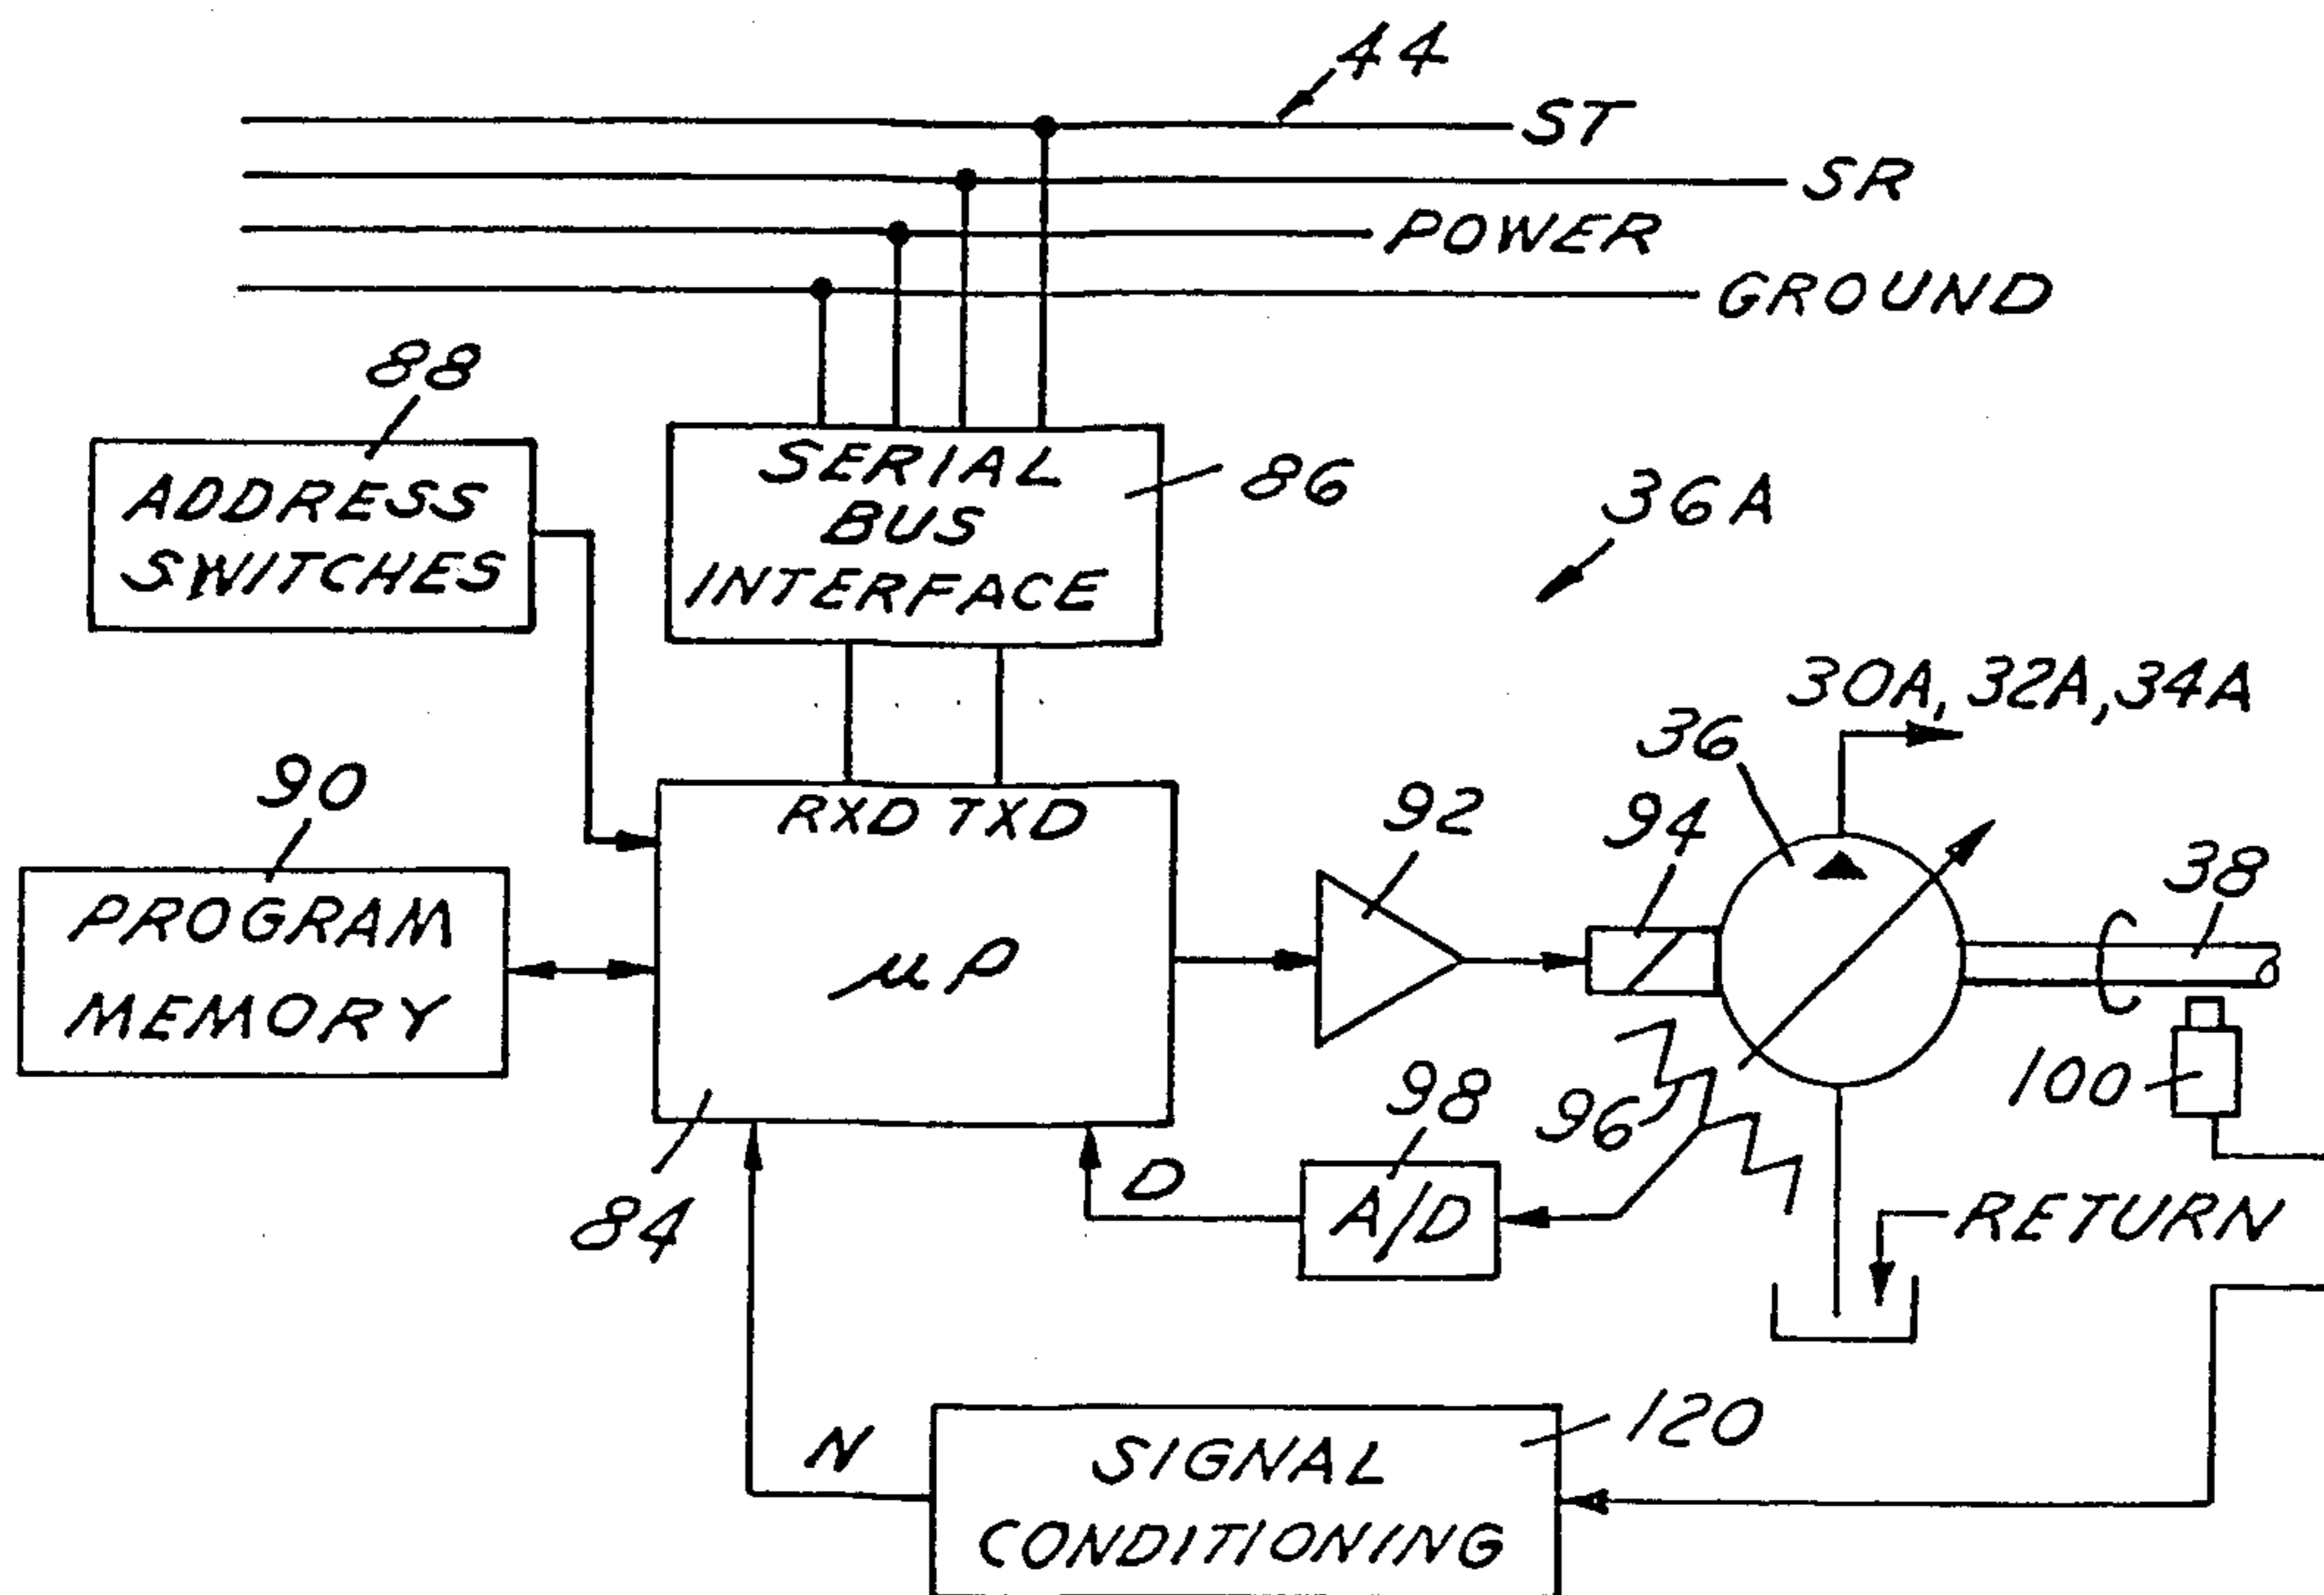 44
ST
SR
POWER
GROUND
88
ADDRESS
SWITCHES
SERIAL
BUS
INTERFACE
86
36A
30A, 32A, 34A
36
90
PROGRAM
MEMORY
RXD TXD
μP
84
92
94
38
96
98
A/D
D
100
RETURN
N
120
SIGNAL
CONDITIONING